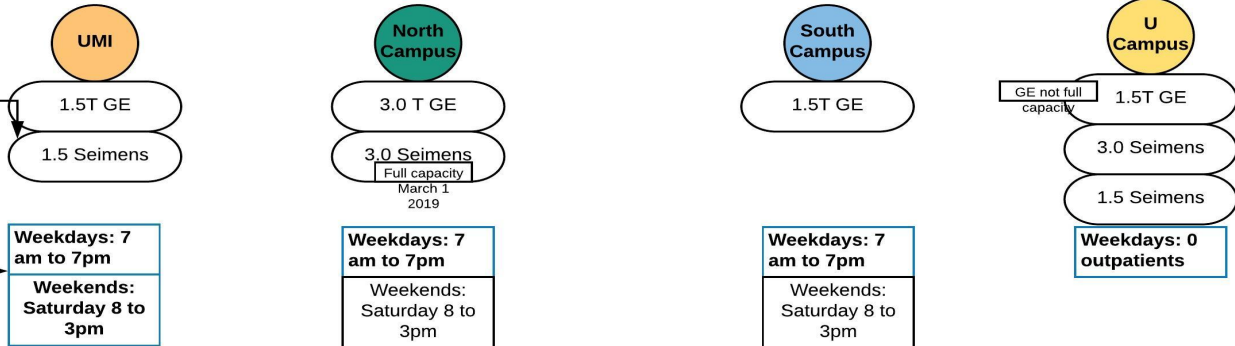 UMI
1.5T GE
1.5 Seimens
Weekdays: 7
am to 7pm
Weekends:
Saturday 8 to
3pm
North
Campus
3.0 T GE
3.0 Seimens
Full capacity
March 1
2019
Weekdays: 7
am to 7pm
Weekends:
Saturday 8 to
3pm
South
Campus
1.5T GE
Weekdays: 7
am to 7pm
Weekends:
Saturday 8 to
3pm
U
Campus
GE not full
capacity
1.5T GE
3.0 Seimens
1.5 Seimens
Weekdays: 0
outpatients